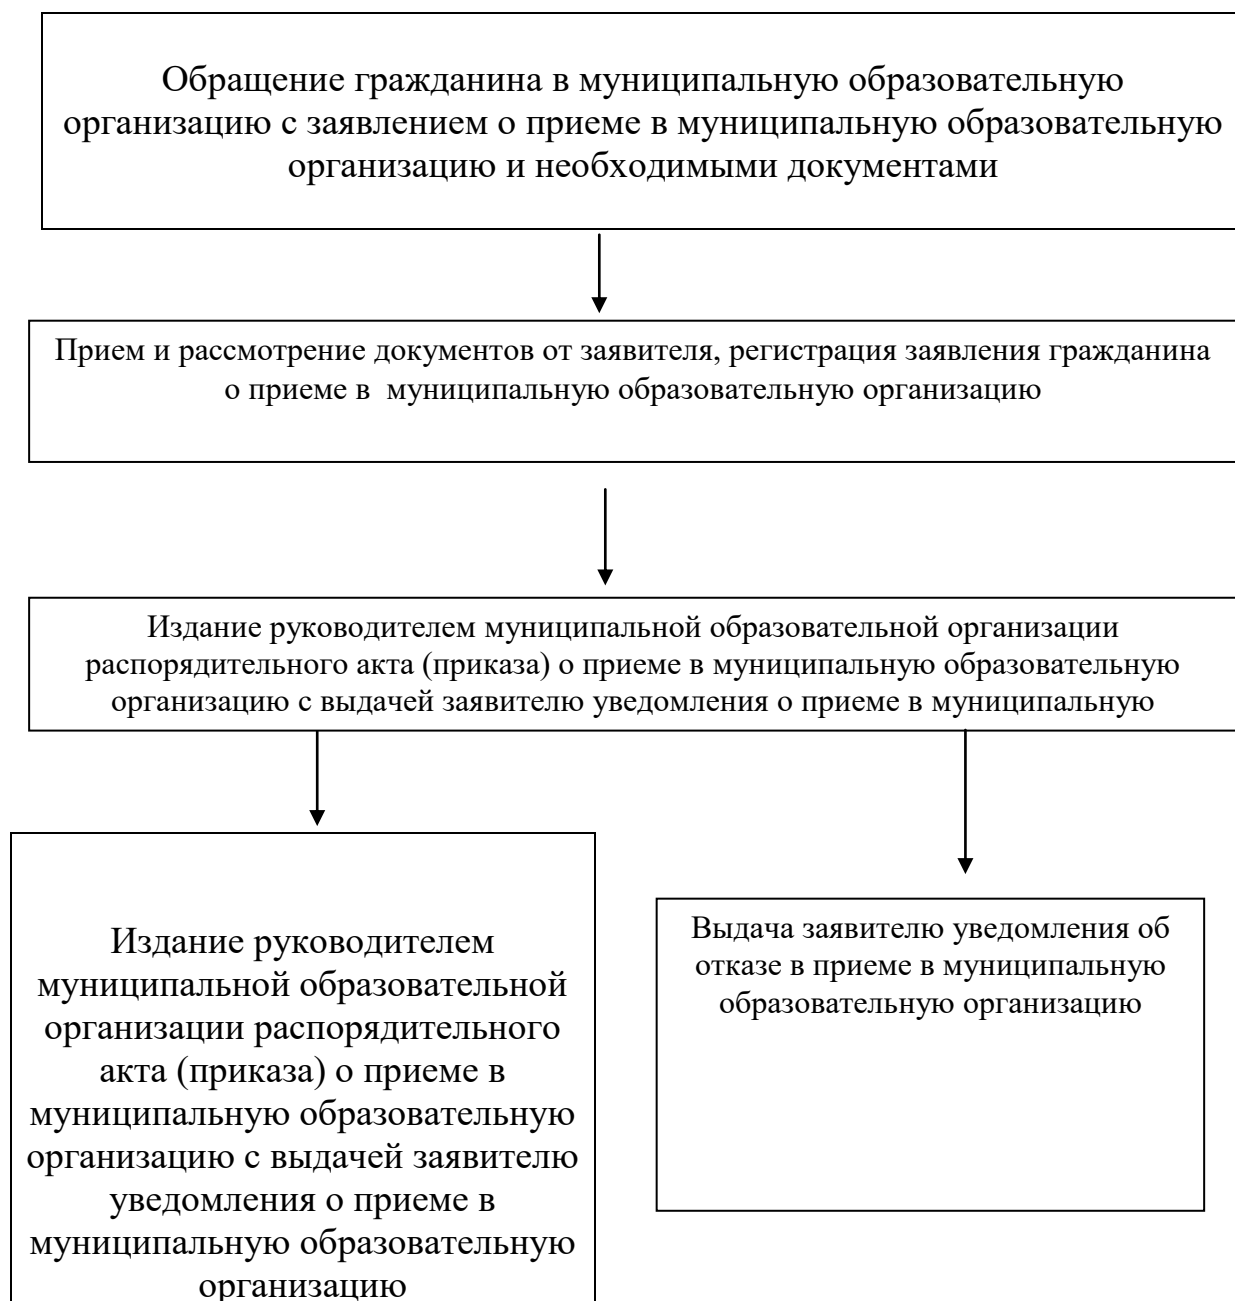 Обращение гражданина в муниципальную образовательную
организацию с заявлением о приеме в муниципальную образовательную
организацию и необходимыми документами
Прием и рассмотрение документов от заявителя, регистрация заявления гражданина
о приеме в  муниципальную образовательную организацию
Издание руководителем муниципальной образовательной организации
распорядительного акта (приказа) о приеме в муниципальную образовательную
организацию с выдачей заявителю уведомления о приеме в муниципальную
Издание руководителем
муниципальной образовательной
организации распорядительного
акта (приказа) о приеме в
муниципальную образовательную
организацию с выдачей заявителю
уведомления о приеме в
муниципальную образовательную
организацию
Выдача заявителю уведомления об
отказе в приеме в муниципальную
образовательную организацию